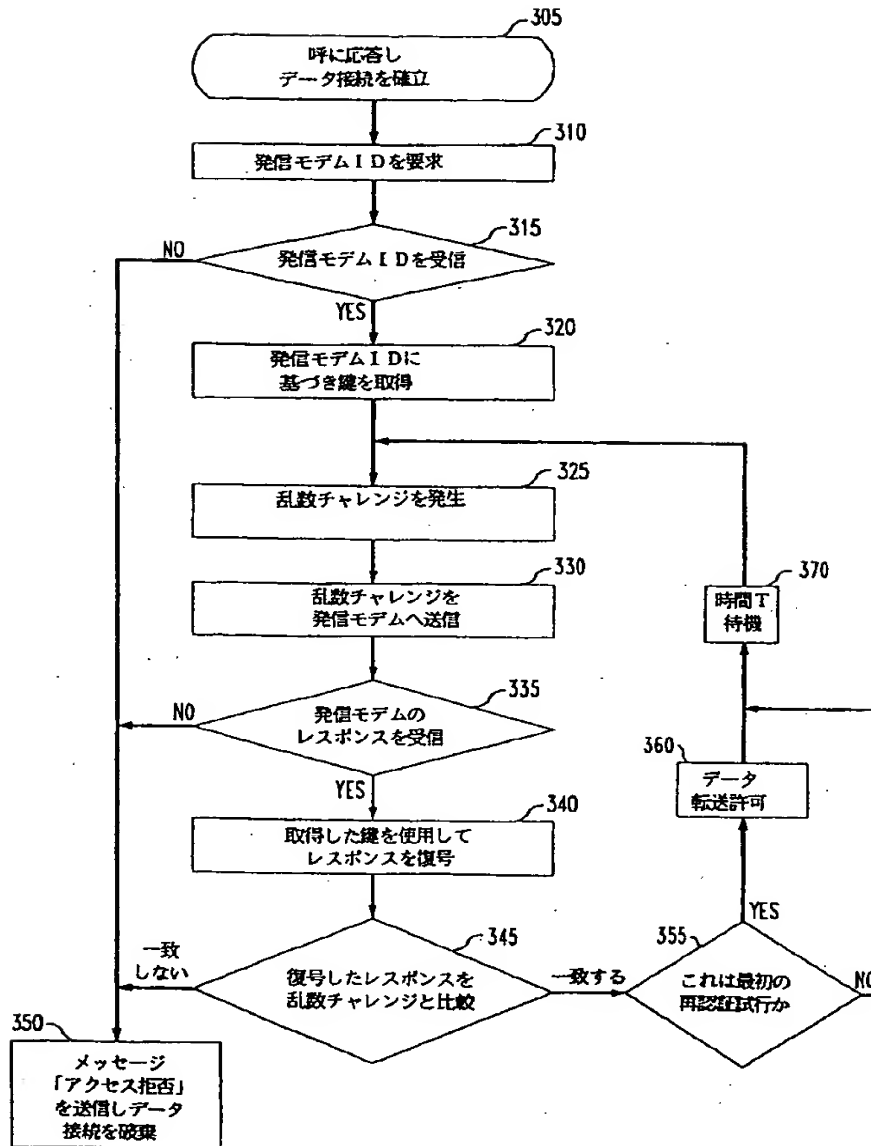 305
呼に応答し
データ接続を確立
310
発信モデムIDを要求
315
発信モデムIDを受信
NO
YES
320
発信モデムIDに
基づき鍵を取得
325
乱数チャレンジを発生
330
乱数チャレンジを
発信モデムへ送信
370
時間T
待機
335
発信モデムの
レスポンスを受信
NO
YES
360
データ
転送許可
340
取得した鍵を使用して
レスポンスを復号
YES
345
復号したレスポンスを
乱数チャレンジと比較
一致
しない
一致する
355
これは最初の
再認証試行か
NO
350
メッセージ
「アクセス拒否」
を送信しデータ
接続を破棄